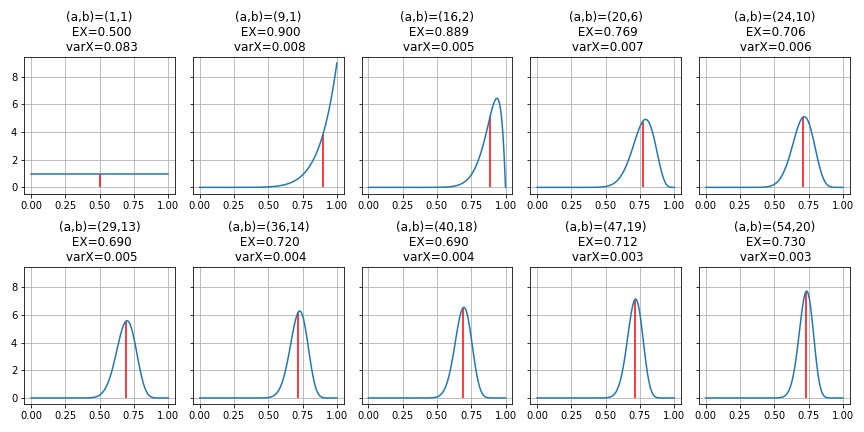 (a,b)=(1,1)
EX=0.500
varX=0.083
(a,b)=(9,1)
EX=0.900
varX=0.008
(a,b)=(16,2)
EX=0.889
varX=0.005
(a,b)=(20,6)
EX=0.769
varX=0.007
(a,b)=(24,10)
EX=0.706
varX=0.006
8
6
4
2
0
0.00 0.25 0.50 0.75 1.00
0.00 0.25 0.50 0.75 1.00
0.00 0.25 0.50 0.75 1.00
0.00 0.25 0.50 0.75 1.00
0.00 0.25 0.50 0.75 1.00
(a,b)=(29,13)
EX=0.690
varX=0.005
(a,b)=(36,14)
EX=0.720
varX=0.004
(a,b)=(40,18)
EX=0.690
varX=0.004
(a,b)=(47,19)
EX=0.712
varX=0.003
(a,b)=(54,20)
EX=0.730
varX=0.003
8
6
4
2
0
0.00 0.25 0.50 0.75 1.00
0.00 0.25 0.50 0.75 1.00
0.00 0.25 0.50 0.75 1.00
0.00 0.25 0.50 0.75 1.00
0.00 0.25 0.50 0.75 1.00